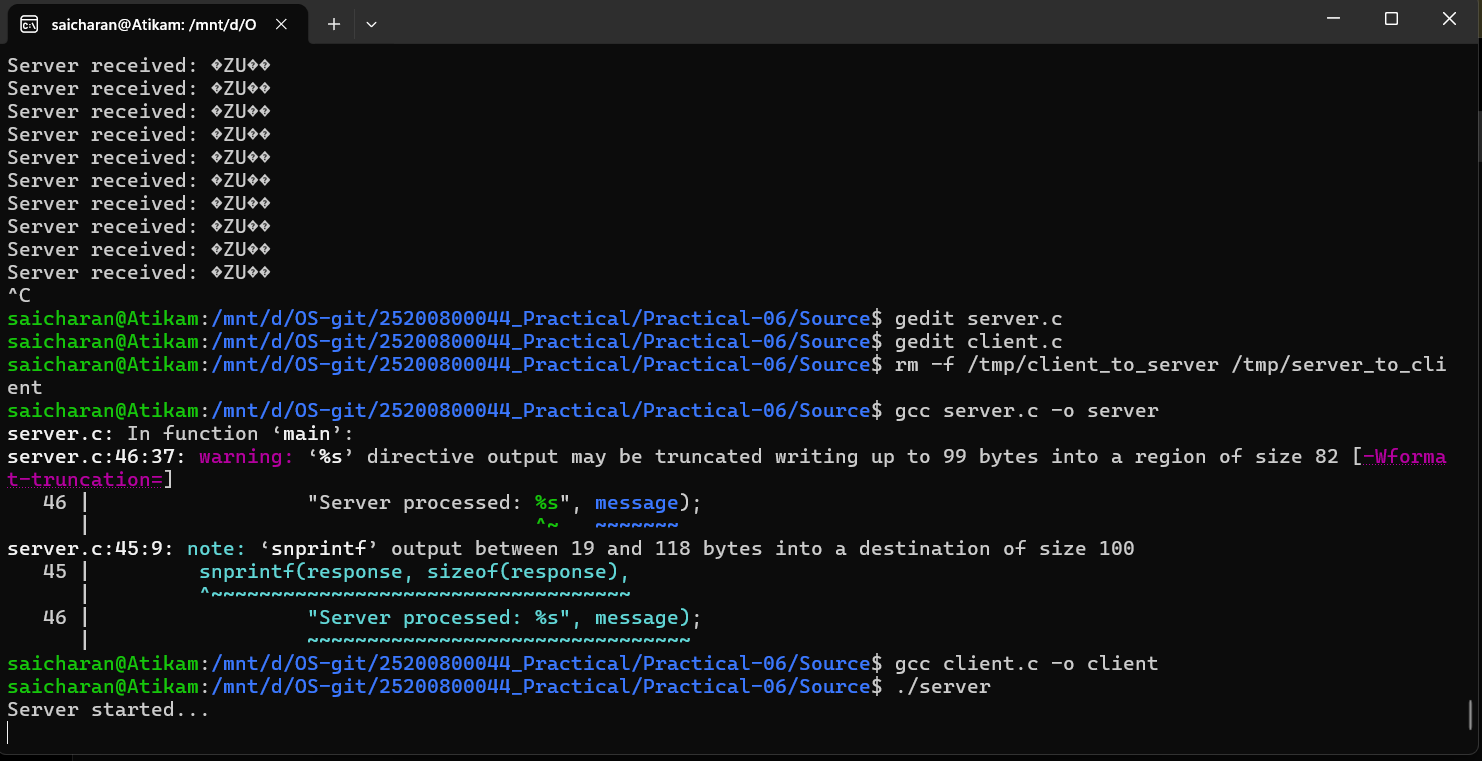 saicharan@Atikam: /mnt/d/O
Server received: �ZU��
Server received: �ZU��
Server received: �ZU��
Server received: �ZU��
Server received: �ZU��
Server received: �ZU��
Server received: �ZU��
Server received: �ZU��
Server received: �ZU��
Server received: �ZU��
^C
saicharan@Atikam:/mnt/d/OS-git/25200800044_Practical/Practical-06/Source$ gedit server.c
saicharan@Atikam:/mnt/d/OS-git/25200800044_Practical/Practical-06/Source$ gedit client.c
saicharan@Atikam:/mnt/d/OS-git/25200800044_Practical/Practical-06/Source$ rm -f /tmp/client_to_server /tmp/server_to_cli
ent
saicharan@Atikam:/mnt/d/OS-git/25200800044_Practical/Practical-06/Source$ gcc server.c -o server
server.c: In function ‘main’:
server.c:46:37: warning: ‘%s’ directive output may be truncated writing up to 99 bytes into a region of size 82 [-Wforma
t-truncation=]
   46 |                  "Server processed: %s", message);
      |                                     ^~   ~~~~~~~
server.c:45:9: note: ‘snprintf’ output between 19 and 118 bytes into a destination of size 100
   45 |         snprintf(response, sizeof(response),
      |         ^~~~~~~~~~~~~~~~~~~~~~~~~~~~~~~~~~~~
   46 |                  "Server processed: %s", message);
      |                  ~~~~~~~~~~~~~~~~~~~~~~~~~~~~~~~~
saicharan@Atikam:/mnt/d/OS-git/25200800044_Practical/Practical-06/Source$ gcc client.c -o client
saicharan@Atikam:/mnt/d/OS-git/25200800044_Practical/Practical-06/Source$ ./server
Server started...